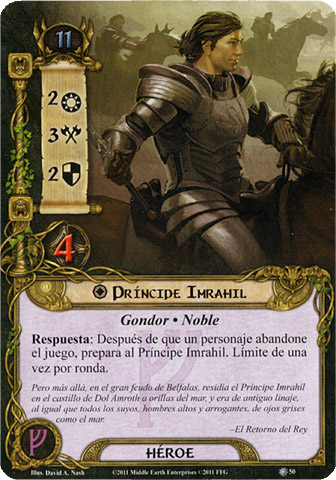 11
2
3
2
4
Príncipe Imrahil
Gondor • Noble
Respuesta: Después de que un personaje abandone
el juego, prepara al Príncipe Imrahil. Límite de una
vez por ronda.
Pero más allá, en el gran feudo de Belfalas, residía el Príncipe Imrahil
en el castillo de Dol Amroth a orillas del mar, y era de antiguo linaje,
al igual que todos los suyos, hombres altos y arrogantes, de ojos grises
como el mar.
–El Retorno del Rey
HÉROE
Illus. David A. Nash
©2011 Middle Earth Enterprises ©2011 FFG
50